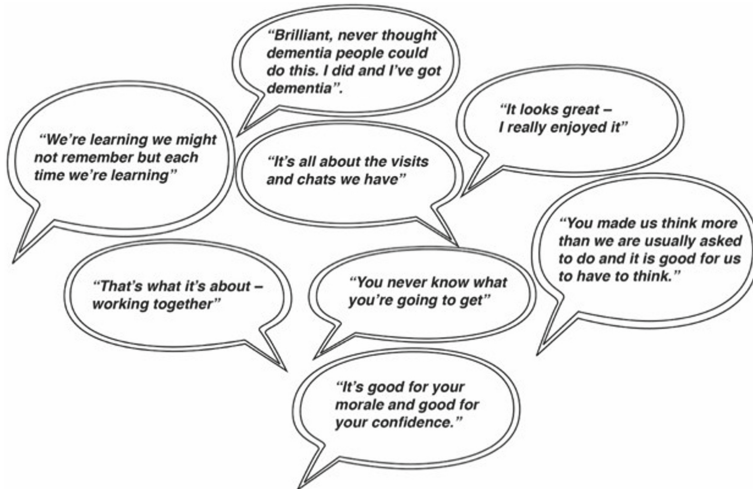 “Brilliant, never thought
dementia people could
do this. I did and I’ve got
dementia”.
“It looks great –
I really enjoyed it”
“We’re learning we might
not remember but each
time we’re learning”
“It’s all about the visits
and chats we have”
“You made us think more
than we are usually asked
to do and it is good for us
to have to think.”
“That’s what it’s about –
working together”
“You never know what
you’re going to get”
“It’s good for your
morale and good for
your confidence.”